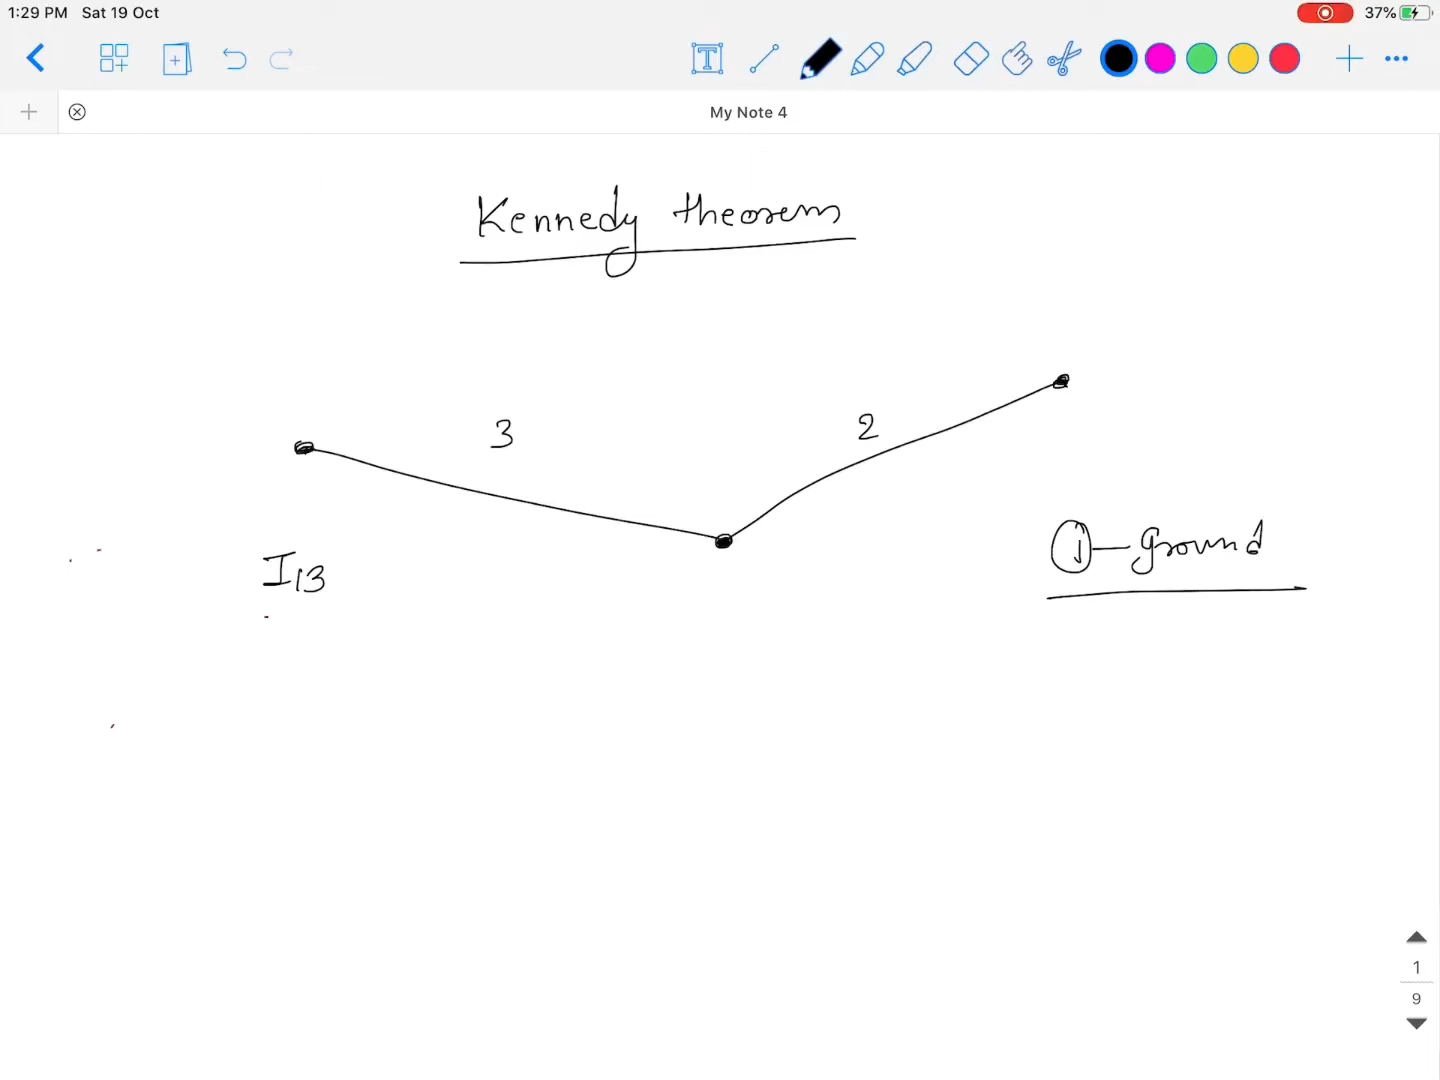 1:29 PM Sat 19 Oct 37%
T
My Note 4
Kennedy theorem
3 2
1 - ground
I13
1
9